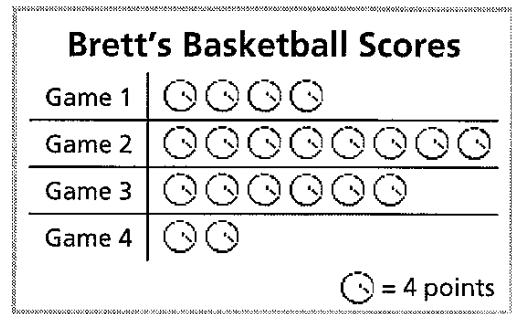 Brett's Basketball Scores
Game 1
Game 2
Game 3
Game 4
= 4 points